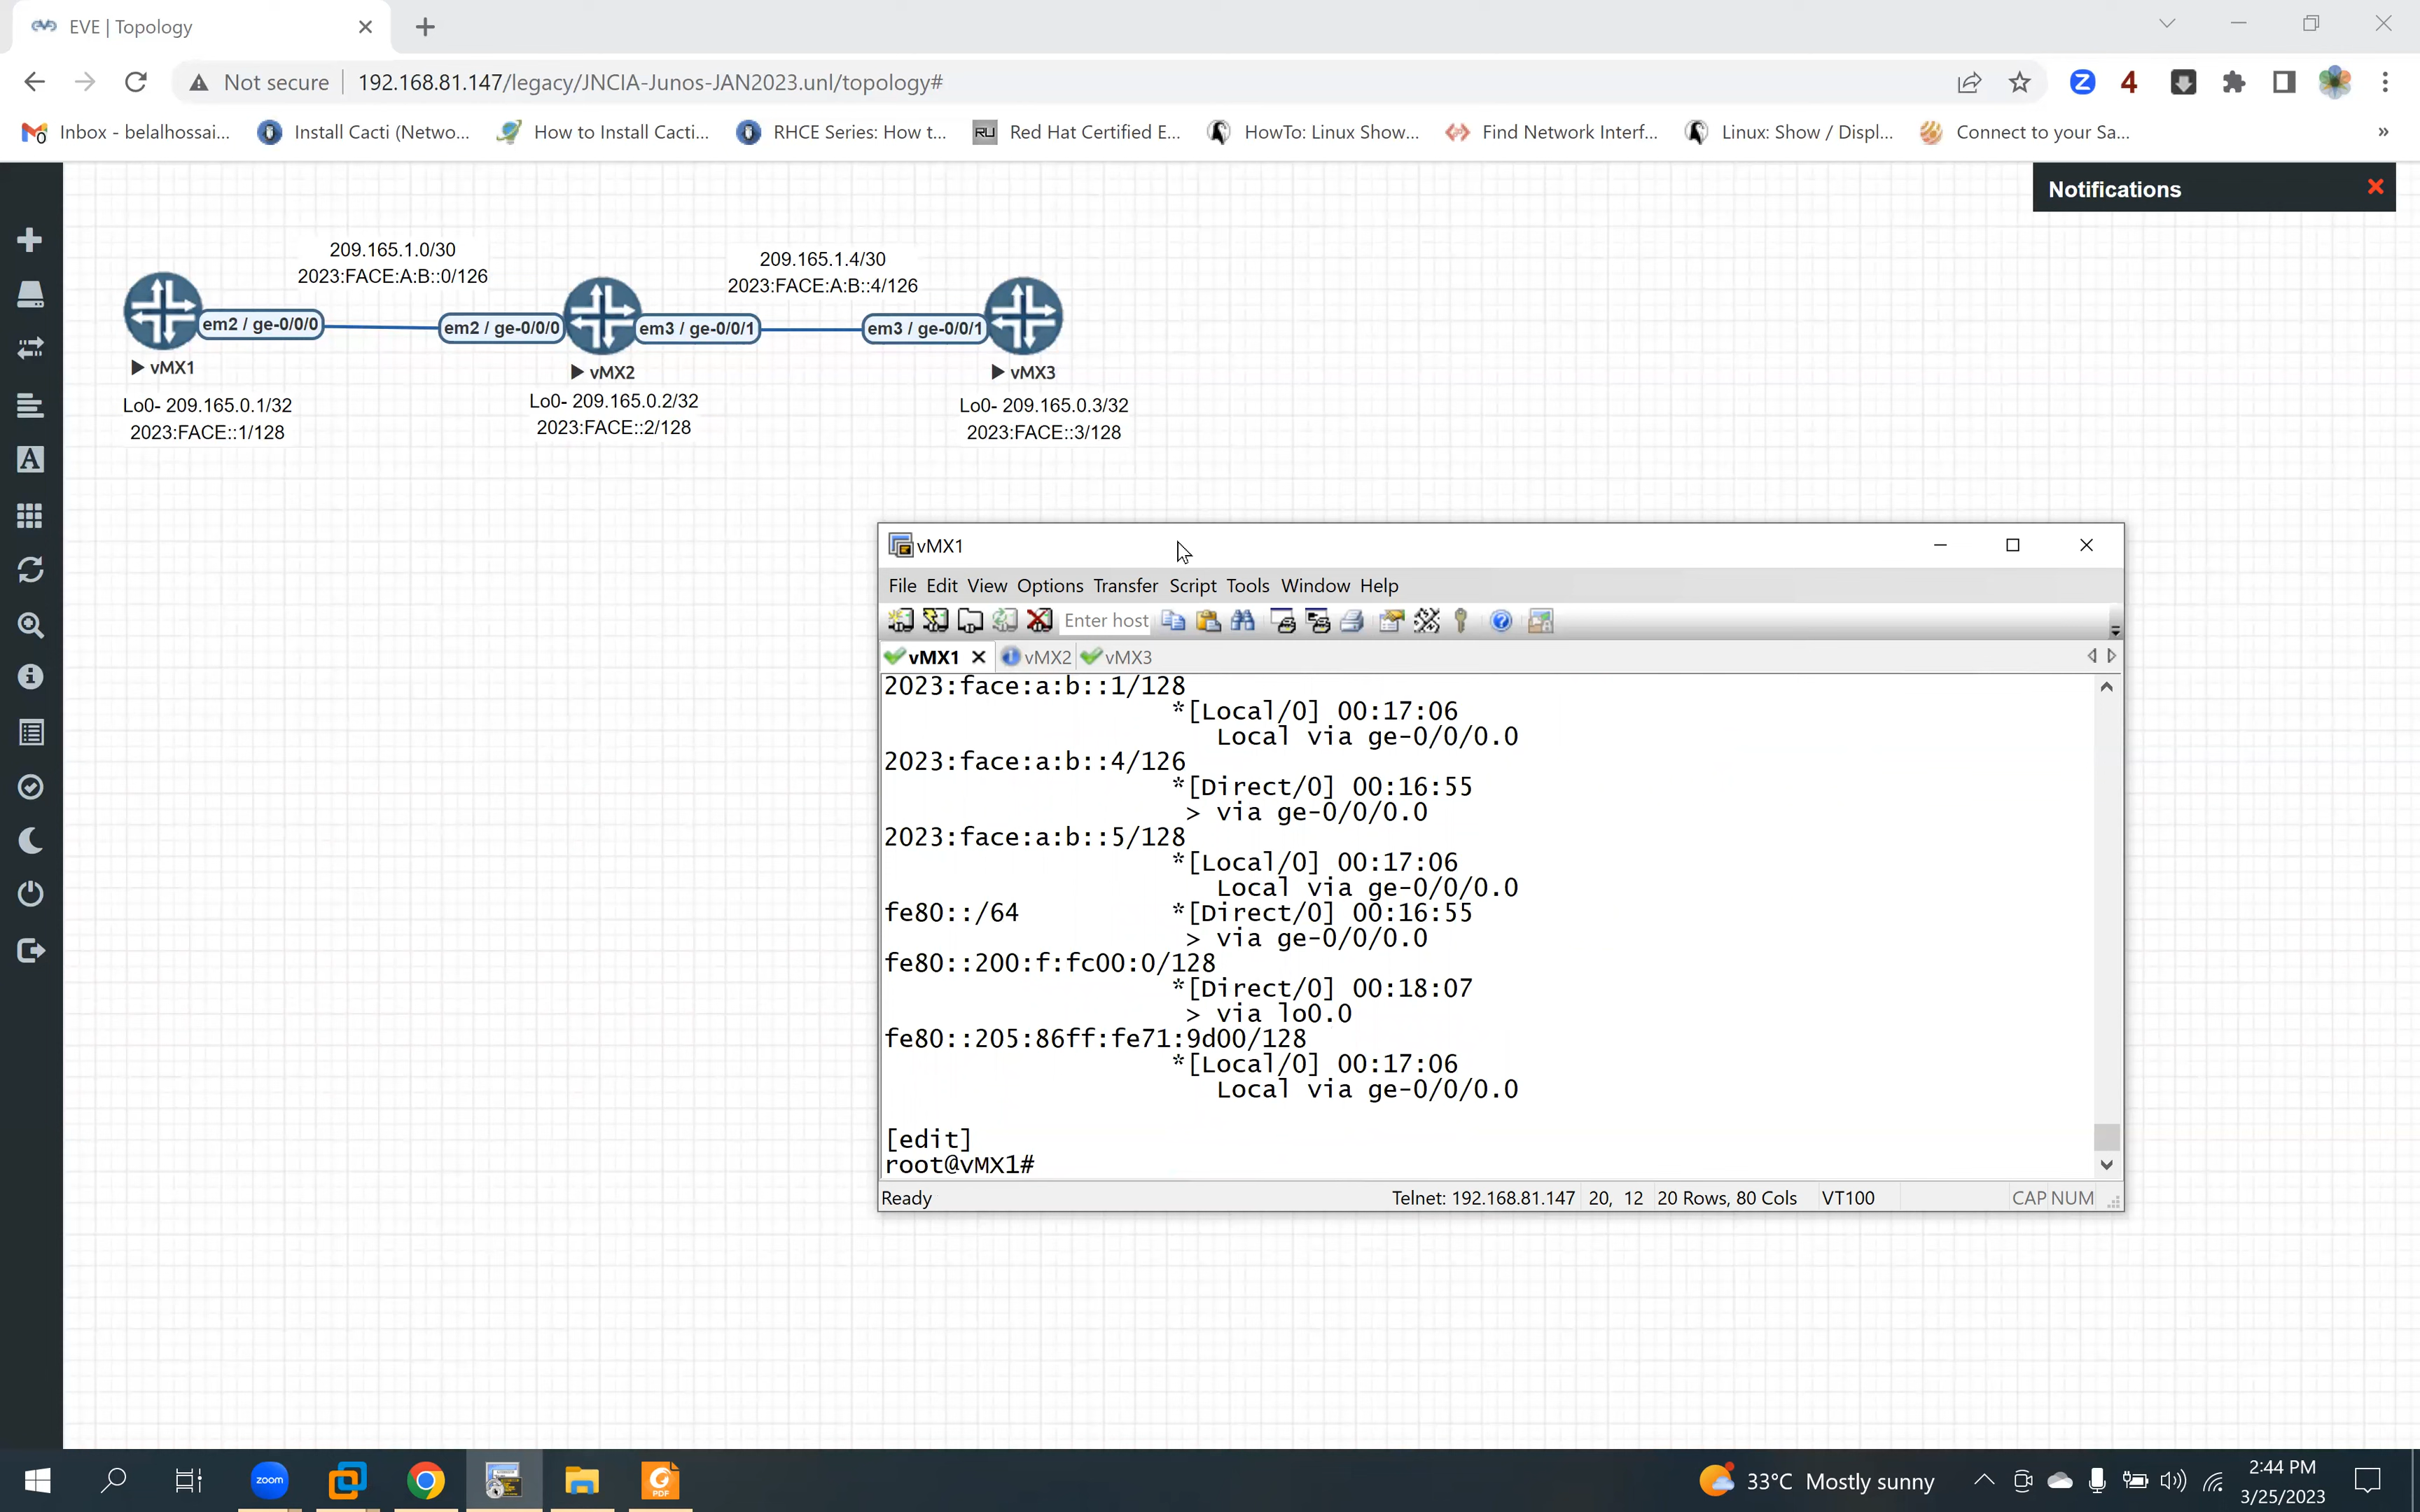 EVE | Topology
Not secure
192.168.81.147/legacy/JNCIA-Junos-JAN2023.unl/topology#
4
Inbox - belalhossai...
Install Cacti (Netwo...
How to Install Cacti...
RHCE Series: How t...
RU
Red Hat Certified E...
HowTo: Linux Show...
Find Network Interf...
Linux: Show / Displ...
Connect to your Sa...
»
Notifications
209.165.1.0/30
2023:FACE:A:B::0/126
209.165.1.4/30
2023:FACE:A:B::4/126
em2 / ge-0/0/0
em2 / ge-0/0/0
em3 / ge-0/0/1
em3 / ge-0/0/1
vMX1
vMX2
vMX3
Lo0- 209.165.0.1/32
2023:FACE::1/128
Lo0- 209.165.0.2/32
2023:FACE::2/128
Lo0- 209.165.0.3/32
2023:FACE::3/128
vMX1
File Edit View Options Transfer Script Tools Window Help
Enter host
vMX1
vMX2
vMX3
2023:face:a:b::1/128
*[Local/0] 00:17:06
Local via ge-0/0/0.0
2023:face:a:b::4/126
*[Direct/0] 00:16:55
> via ge-0/0/0.0
2023:face:a:b::5/128
*[Local/0] 00:17:06
Local via ge-0/0/0.0
fe80::/64 *[Direct/0] 00:16:55
> via ge-0/0/0.0
fe80::200:f:fc00:0/128
*[Direct/0] 00:18:07
> via lo0.0
fe80::205:86ff:fe71:9d00/128
*[Local/0] 00:17:06
Local via ge-0/0/0.0
[edit]
root@vMX1#
Ready
Telnet: 192.168.81.147
20, 12
20 Rows, 80 Cols
VT100
CAP NUM
zoom
PDF
33°C Mostly sunny
2:44 PM
3/25/2023